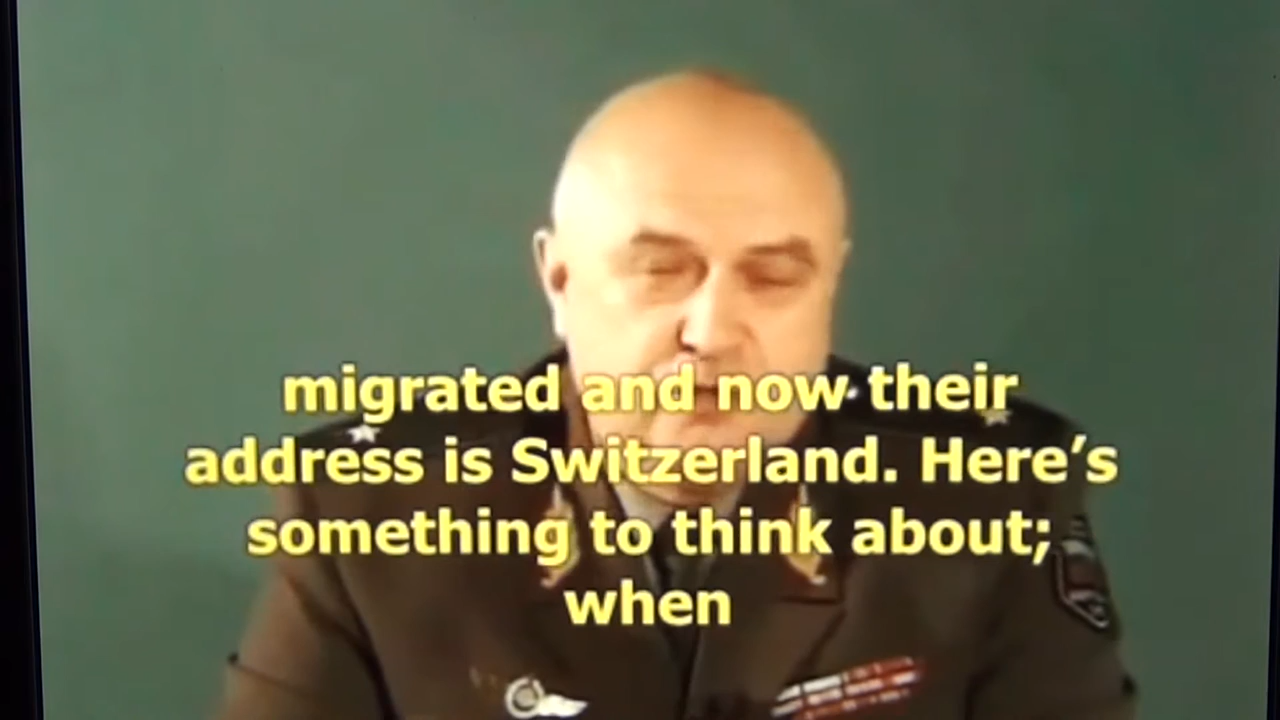 migrated and now their
address is Switzerland. Here’s
something to think about;
when